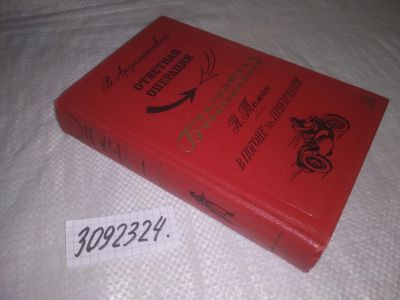 В. Ардаматский
ОТВЕТНАЯ
ОПЕРАЦИЯ
Библиотека
приключений
Н. Томан
В ПОГОНЕ ЗА ПРИЗРАКОМ
3092324.